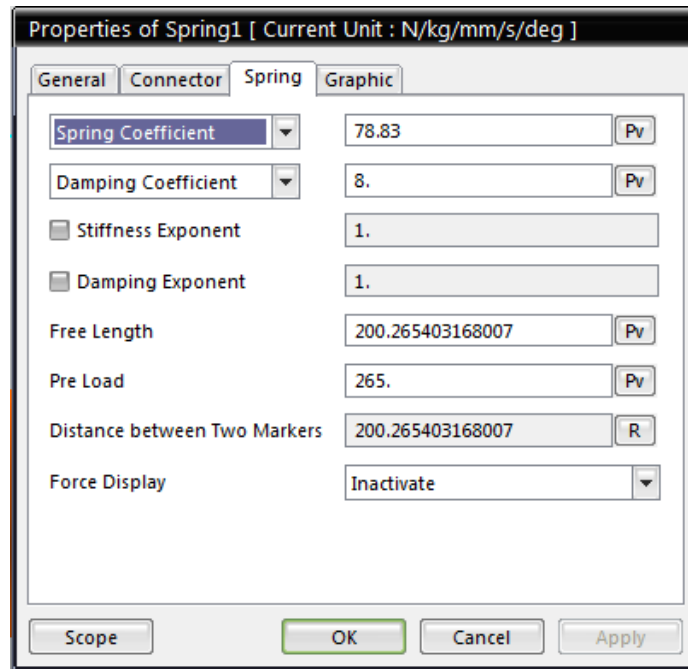 Properties of Spring1 [ Current Unit : N/kg/mm/s/deg ]
General Connector Spring Graphic
Spring Coefficient 78.83 Pv
Damping Coefficient 8. Pv
Stiffness Exponent 1.
Damping Exponent 1.
Free Length 200.265403168007 Pv
Pre Load 265. Pv
Distance between Two Markers 200.265403168007 R
Force Display Inactivate
Scope OK Cancel Apply